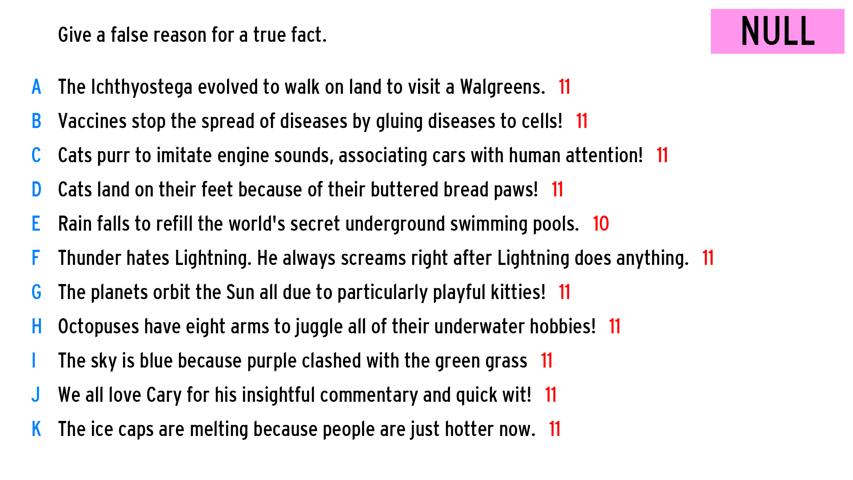 Give a false reason for a true fact.
NULL
A The Ichthyostega evolved to walk on land to visit a Walgreens. 11
B Vaccines stop the spread of diseases by gluing diseases to cells! 11
C Cats purr to imitate engine sounds, associating cars with human attention! 11
D Cats land on their feet because of their buttered bread paws! 11
E Rain falls to refill the world's secret underground swimming pools. 10
F Thunder hates Lightning. He always screams right after Lightning does anything. 11
G The planets orbit the Sun all due to particularly playful kitties! 11
H Octopuses have eight arms to juggle all of their underwater hobbies! 11
I The sky is blue because purple clashed with the green grass 11
J We all love Cary for his insightful commentary and quick wit! 11
K The ice caps are melting because people are just hotter now. 11